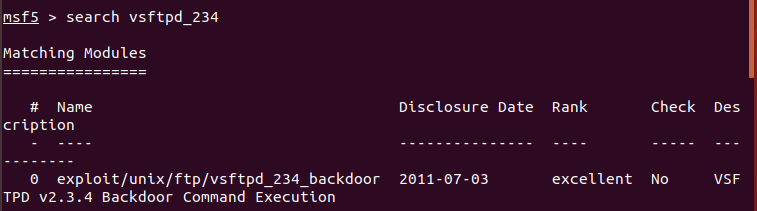 msf5 > search vsftpd_234
Matching Modules
================
#  Name                                Disclosure Date  Rank       Check  Des
cription
-  ----                                ---------------  ----       -----  ---
--------
0  exploit/unix/ftp/vsftpd_234_backdoor  2011-07-03       excellent  No     VSF
TPD v2.3.4 Backdoor Command Execution